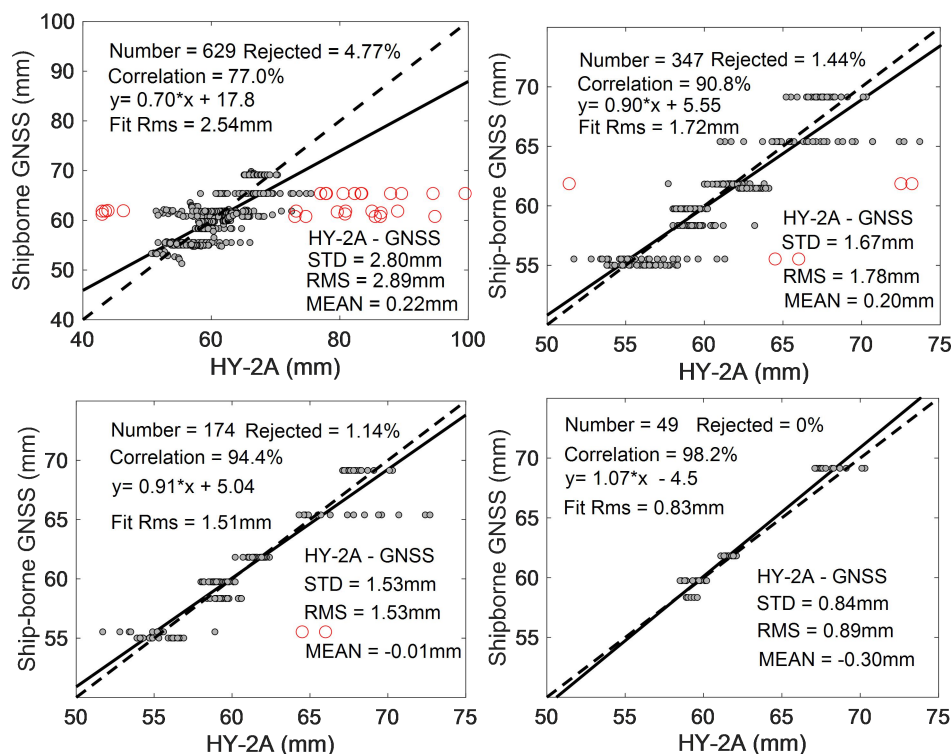 Number = 629 Rejected = 4.77%
Correlation = 77.0%
y= 0.70*x + 17.8
Fit Rms = 2.54mm
HY-2A - GNSS
STD = 2.80mm
RMS = 2.89mm
MEAN = 0.22mm
100
90
80
70
60
50
40
40
60
80
100
Shipborne GNSS (mm)
HY-2A (mm)
Number = 347 Rejected = 1.44%
Correlation = 90.8%
y= 0.90*x + 5.55
Fit Rms = 1.72mm
HY-2A - GNSS
STD = 1.67mm
RMS = 1.78mm
MEAN = 0.20mm
70
65
60
55
50
55
60
65
70
75
Ship-borne GNSS (mm)
HY-2A (mm)
Number = 174 Rejected = 1.14%
Correlation = 94.4%
y= 0.91*x + 5.04
Fit Rms = 1.51mm
HY-2A - GNSS
STD = 1.53mm
RMS = 1.53mm
MEAN = -0.01mm
70
65
60
55
50
55
60
65
70
75
Ship-borne GNSS (mm)
HY-2A (mm)
Number = 49 Rejected = 0%
Correlation = 98.2%
y= 1.07*x - 4.5
Fit Rms = 0.83mm
HY-2A - GNSS
STD = 0.84mm
RMS = 0.89mm
MEAN = -0.30mm
70
65
60
55
50
55
60
65
70
75
Shipborne GNSS (mm)
HY-2A (mm)